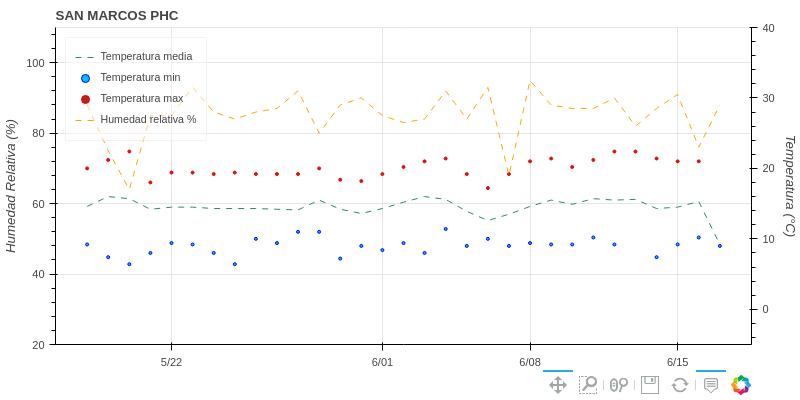 SAN MARCOS PHC
Temperatura media
Temperatura min
Temperatura max
Humedad relativa %
Humedad Relativa (%)
100
80
60
40
20
Temperatura (°C)
40
30
20
10
0
5/22
6/01
6/08
6/15